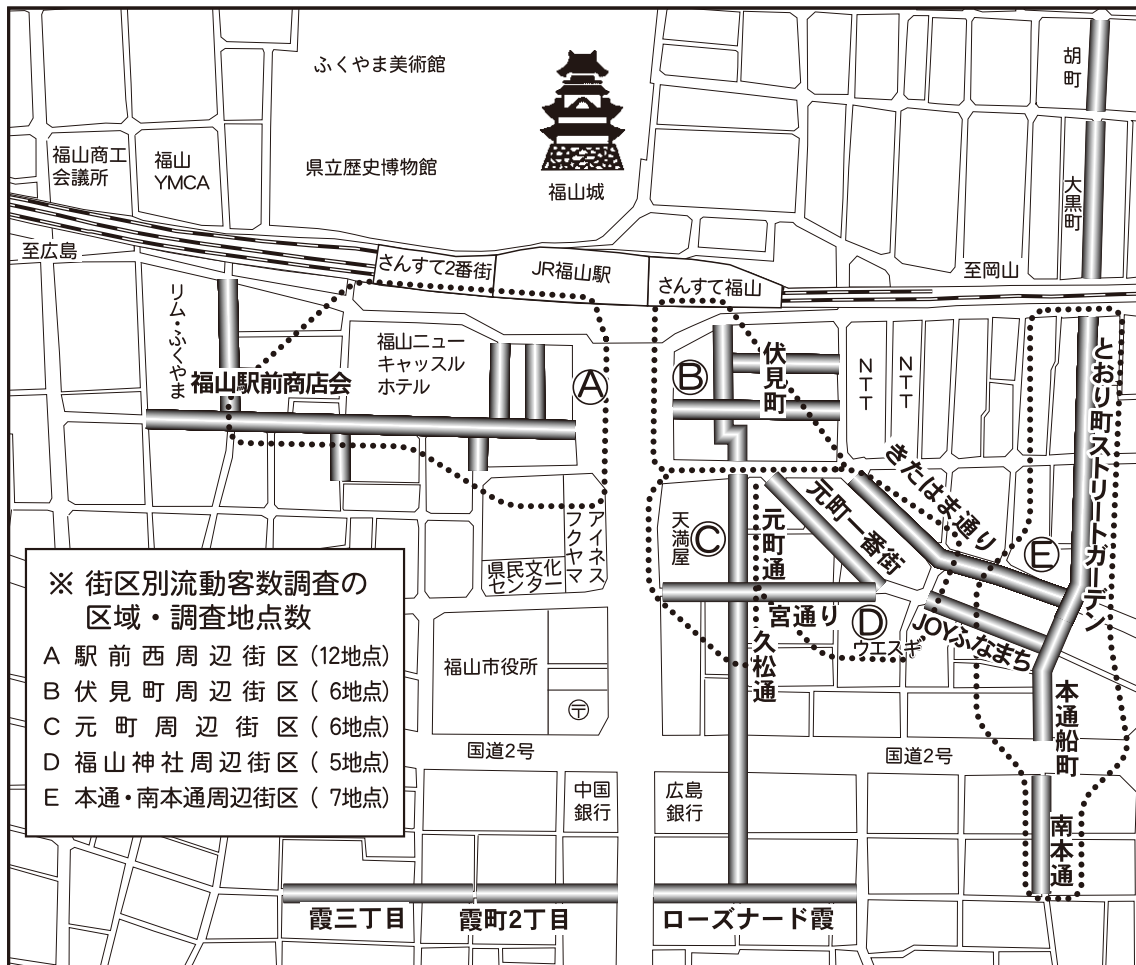 ふくやま美術館
胡町
福山商工
会議所
福山
YMCA
県立歴史博物館
福山城
大黒町
至広島
さんすて2番街
JR福山駅
さんすて福山
至岡山
リム・ふくやま
福山ニュー
キャッスル
ホテル
福山駅前商店会
A
B
伏見町
NTT
NTT
とおり町ストリートガーデン
きたはま通り
元町一番街
元町通
天満屋
C
E
アイネス
フクヤマ
県民文化
センター
宮通り
D
ウエスギ
JOYふなまち
久松通
福山市役所
〒
本通船町
国道2号
国道2号
中国
銀行
広島
銀行
南本通
霞三丁目
霞町2丁目
ローズナード霞
※ 街区別流動客数調査の
区域・調査地点数
A 駅前西周辺街区(12地点)
B 伏見町周辺街区( 6地点)
C 元町周辺街区( 6地点)
D 福山神社周辺街区( 5地点)
E 本通・南本通周辺街区( 7地点)